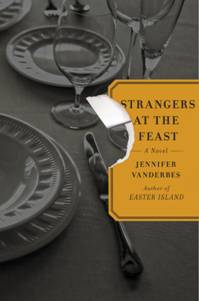 STRANGERS
AT THE
FEAST
A Novel
JENNIFER
VANDERBES
Author of
EASTER ISLAND